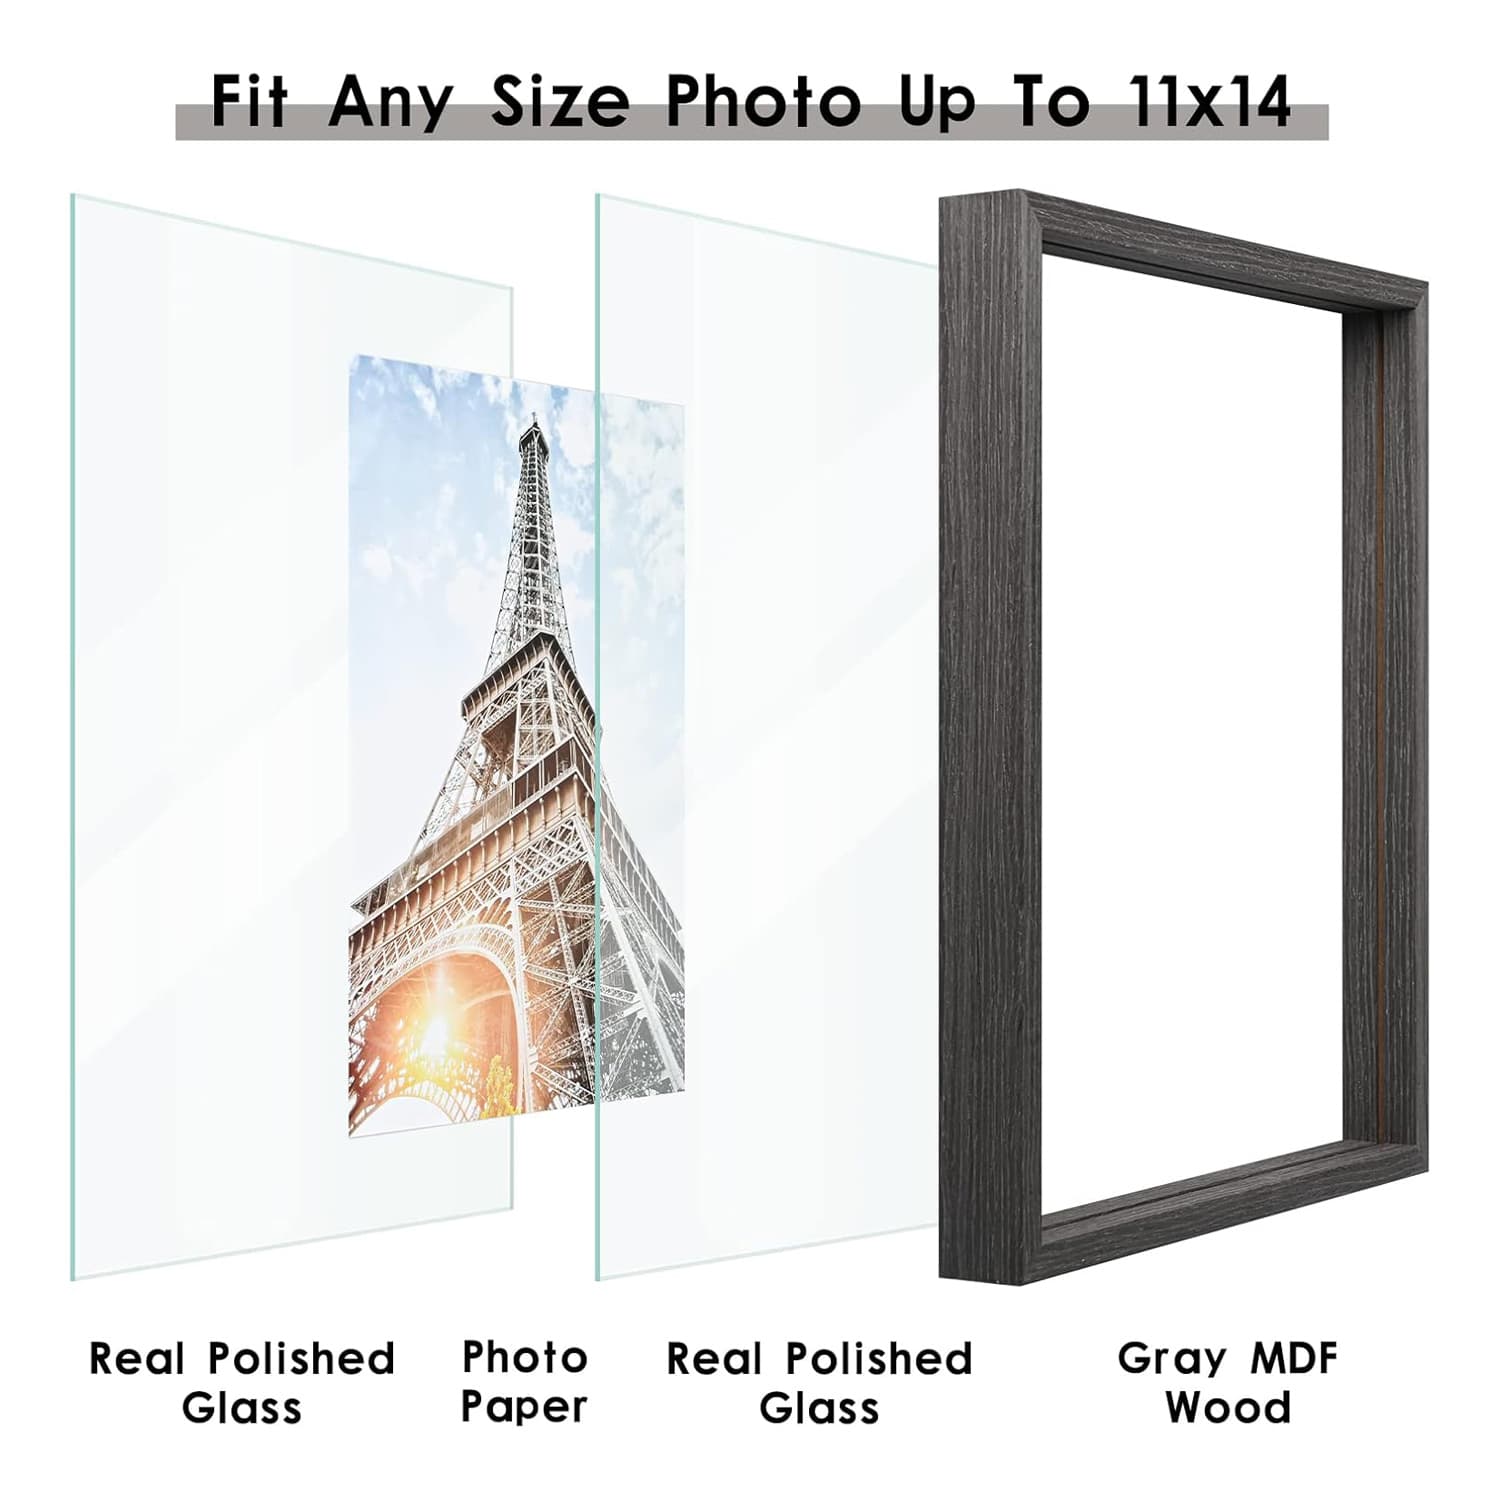 Fit Any Size Photo Up To 11x14
Real Polished
Glass
Photo
Paper
Real Polished
Glass
Gray MDF
Wood